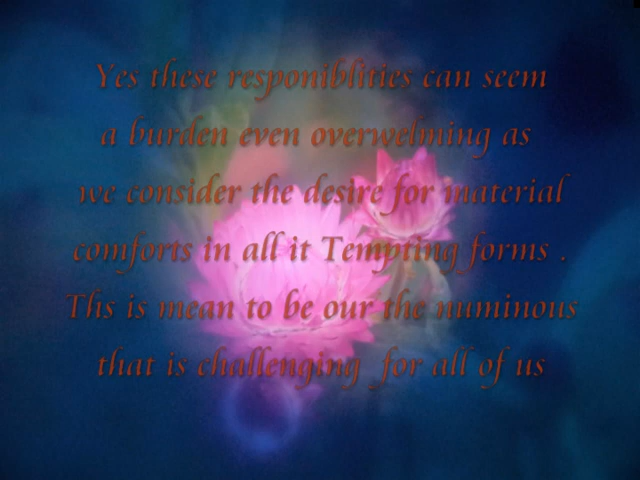 Yes these responiblities can seem
a burden even overwelming as
we consider the desire for material
comforts in all it Tempting forms .
Ths is mean to be our the numinous
that is challenging for all of us